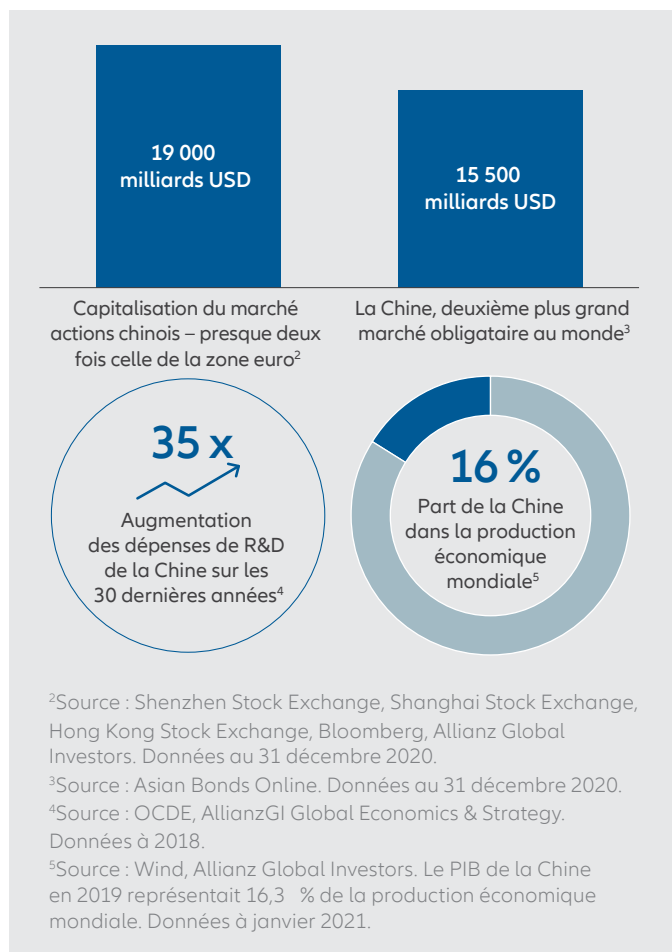 19 000
milliards USD
15 500
milliards USD
Capitalisation du marché
actions chinois – presque deux
fois celle de la zone euro²
La Chine, deuxième plus grand
marché obligataire au monde³
35 x
Augmentation
des dépenses de R&D
de la Chine sur les
30 dernières années⁴
16 %
Part de la Chine
dans la production
économique
mondiale⁵
²Source : Shenzhen Stock Exchange, Shanghai Stock Exchange,
Hong Kong Stock Exchange, Bloomberg, Allianz Global
Investors. Données au 31 décembre 2020.
³Source : Asian Bonds Online. Données au 31 décembre 2020.
⁴Source : OCDE, AllianzGI Global Economics & Strategy.
Données à 2018.
⁵Source : Wind, Allianz Global Investors. Le PIB de la Chine
en 2019 représentait 16,3 % de la production économique
mondiale. Données à janvier 2021.